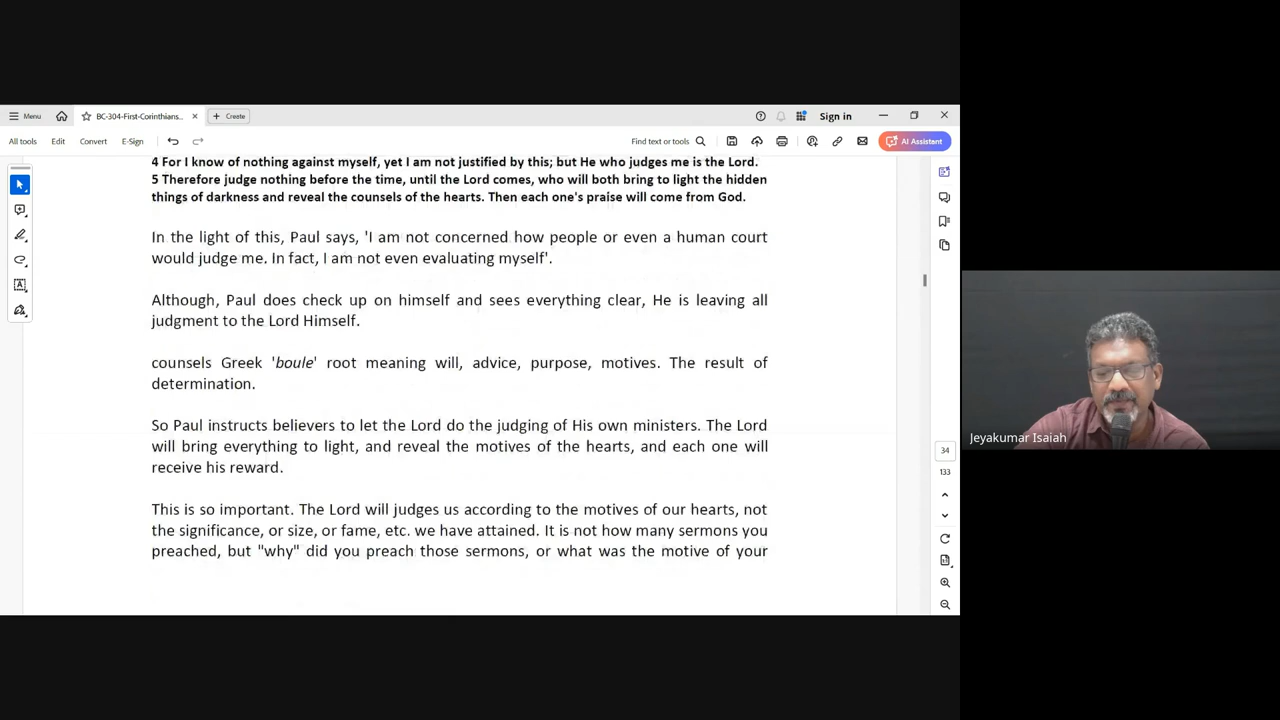 Menu
BC-304-First-Corinthians...
Create
Sign in
All tools
Edit
Convert
E-Sign
Find text or tools
AI Assistant
4 For I know of nothing against myself, yet I am not justified by this; but He who judges me is the Lord.
5 Therefore judge nothing before the time, until the Lord comes, who will both bring to light the hidden
things of darkness and reveal the counsels of the hearts. Then each one's praise will come from God.
In the light of this, Paul says, 'I am not concerned how people or even a human court
would judge me. In fact, I am not even evaluating myself'.
Although, Paul does check up on himself and sees everything clear, He is leaving all
judgment to the Lord Himself.
counsels Greek 'boule' root meaning will, advice, purpose, motives. The result of
determination.
So Paul instructs believers to let the Lord do the judging of His own ministers. The Lord
will bring everything to light, and reveal the motives of the hearts, and each one will
receive his reward.
This is so important. The Lord will judges us according to the motives of our hearts, not
the significance, or size, or fame, etc. we have attained. It is not how many sermons you
preached, but "why" did you preach those sermons, or what was the motive of your
34
133
Jeyakumar Isaiah